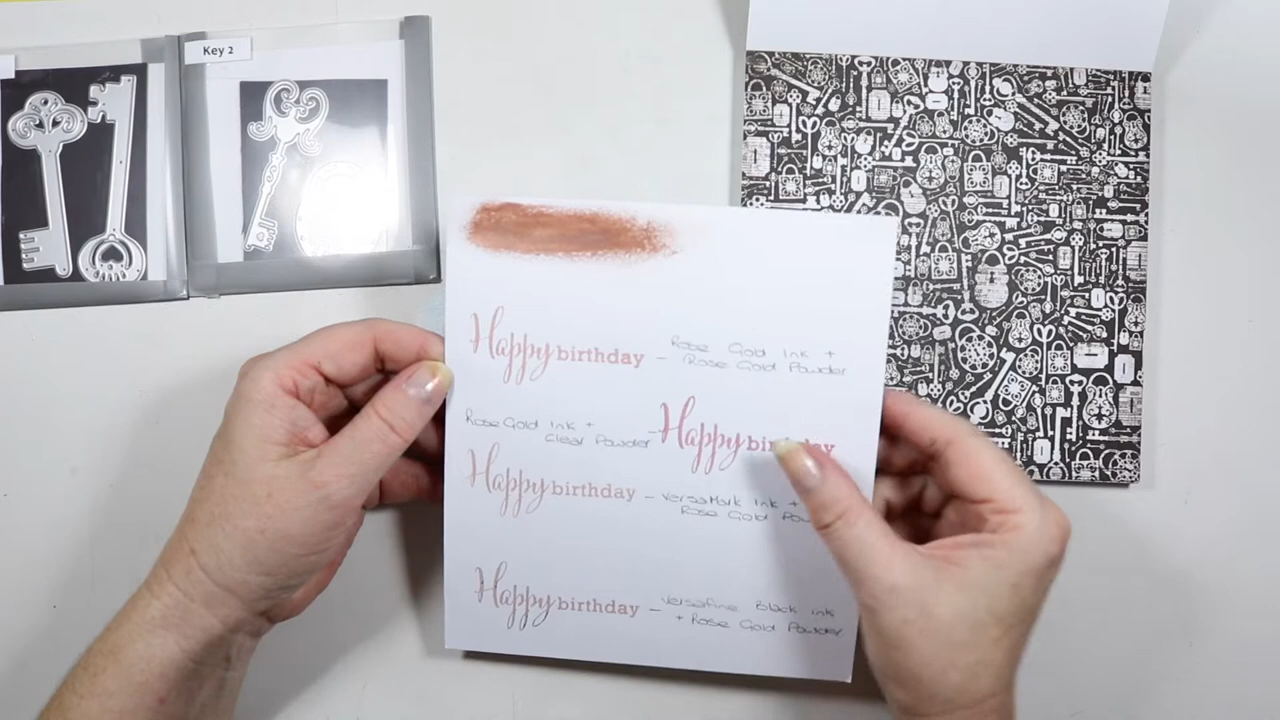 Key 2
Happy birthday - Rose Gold Ink +
Rose Gold Powder
Rose Gold Ink +
Clear Powder - Happy birthday
Happy birthday - Versamark Ink +
Rose Gold
Happy birthday - Versafine Black Ink
+ Rose Gold Powder